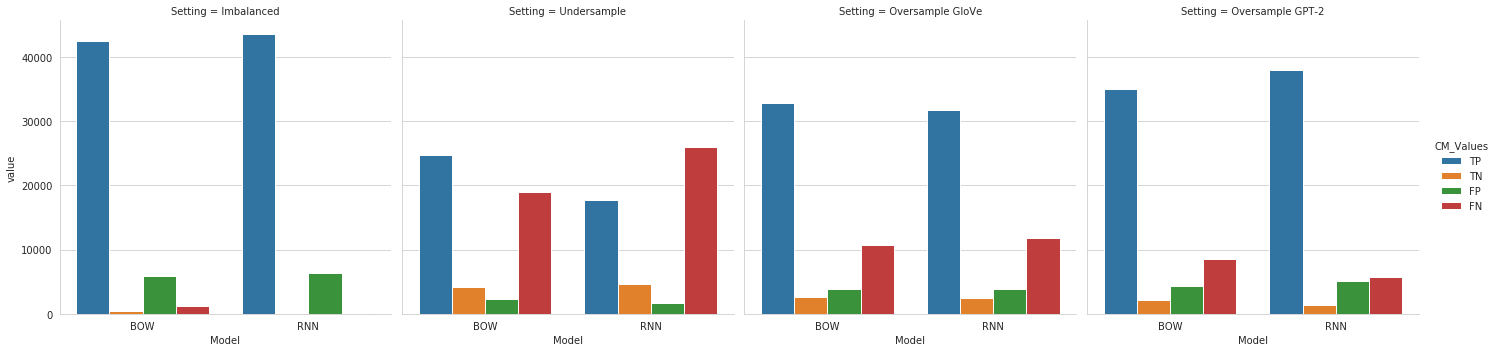 Setting = Imbalanced
Setting = Undersample
Setting = Oversample GloVe
Setting = Oversample GPT-2
value
40000
30000
20000
10000
0
BOW
RNN
BOW
RNN
BOW
RNN
BOW
RNN
Model
Model
Model
Model
CM_Values
TP
TN
FP
FN